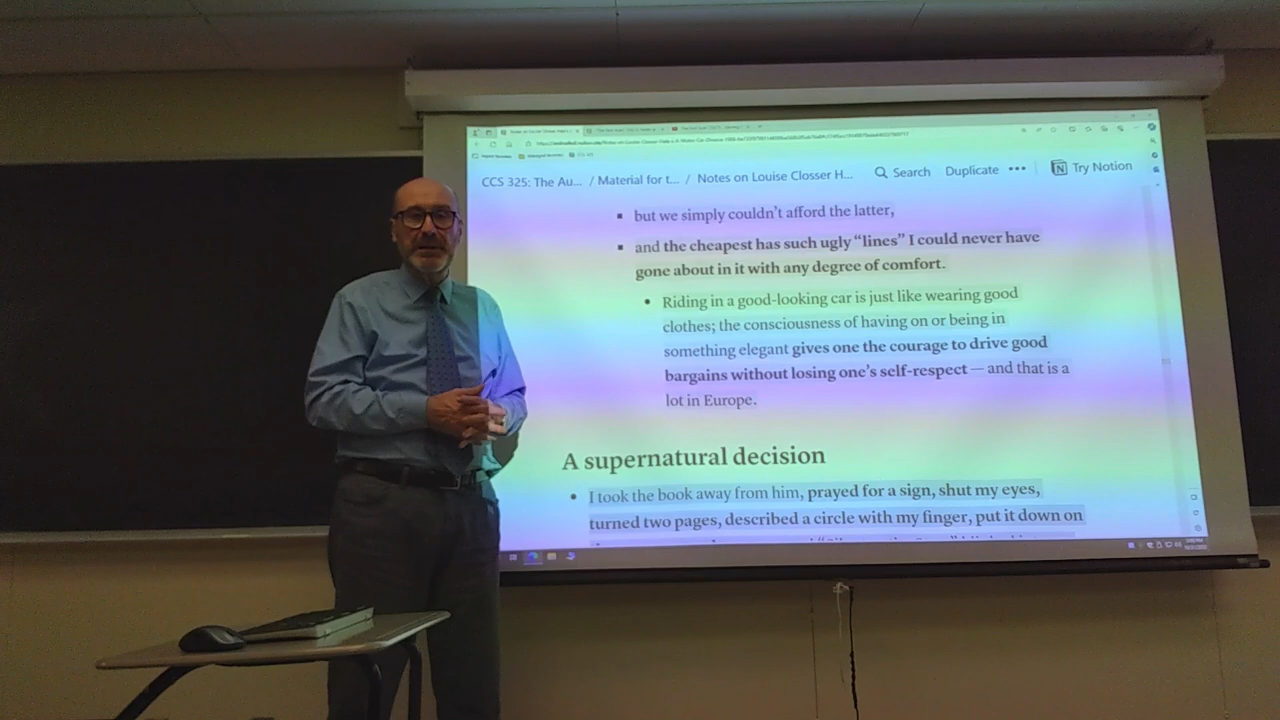 CCS 325: The Au... / Material for t... / Notes on Louise Closser H... Search Duplicate ••• Try Notion
but we simply couldn't afford the latter,
and the cheapest has such ugly “lines” I could never have
gone about in it with any degree of comfort.
Riding in a good-looking car is just like wearing good
clothes; the consciousness of having on or being in
something elegant gives one the courage to drive good
bargains without losing one's self-respect — and that is a
lot in Europe.
A supernatural decision
I took the book away from him, prayed for a sign, shut my eyes,
turned two pages, described a circle with my finger, put it down on